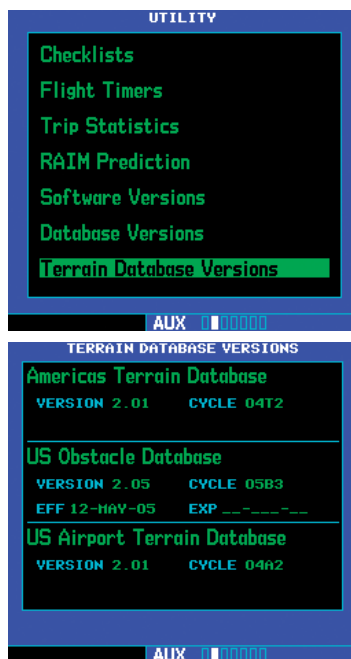 UTILITY
Checklists
Flight Timers
Trip Statistics
RAIM Prediction
Software Versions
Database Versions
Terrain Database Versions
AUX
TERRAIN DATABASE VERSIONS
Americas Terrain Database
VERSION 2.01 CYCLE 04T2
US Obstacle Database
VERSION 2.05 CYCLE 05B3
EFF 12-MAY-05 EXP __-___-__
US Airport Terrain Database
VERSION 2.01 CYCLE 04A2
AUX